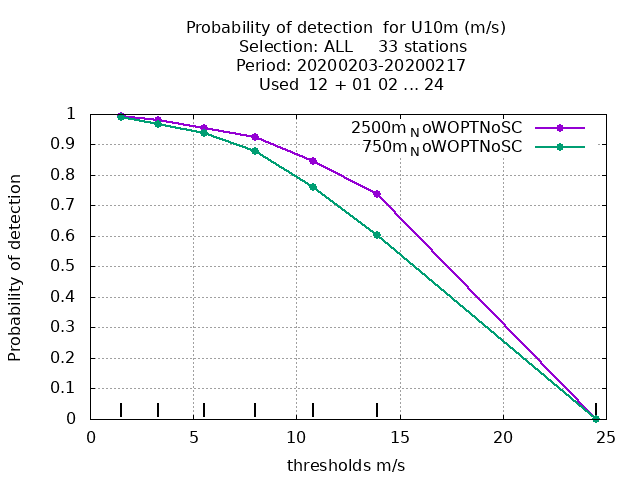 Probability of detection  for U10m (m/s)
Selection: ALL     33 stations
Period: 20200203-20200217
Used  12 + 01 02 ... 24
2500m_NoWOPTNoSC
750m_NoWOPTNoSC
1
0.9
0.8
0.7
0.6
0.5
0.4
0.3
0.2
0.1
0
Probability of detection
0 5 10 15 20 25
thresholds m/s